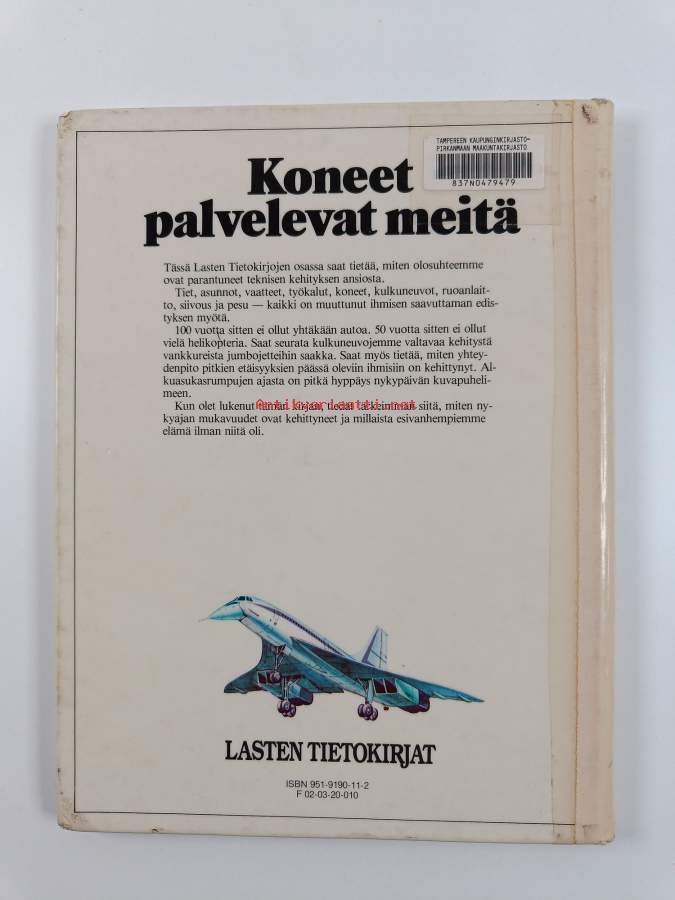 TAMPEREEN KAUPUNGINKIRJASTO-
PIRKANMAAN MAAKUNTAKIRJASTO
837N0479479
Koneet
palvelevat meitä
Tässä Lasten Tietokirjojen osassa saat tietää, miten olosuhteemme
ovat parantuneet teknisen kehityksen ansiosta.
Tiet, asunnot, vaatteet, työkalut, koneet, kulkuneuvot, ruoanlait-
to, siivous ja pesu — kaikki on muuttunut ihmisen saavuttaman edis-
tyksen myötä.
100 vuotta sitten ei ollut yhtäkään autoa. 50 vuotta sitten ei ollut
vielä helikopteria. Saat seurata kulkuneuvojemme valtavaa kehitystä
vankkureista jumbojetteihin saakka. Saat myös tietää, miten yhtey-
denpito pitkien etäisyyksien päässä oleviin ihmisiin on kehittynyt. Al-
kuasukasrumpujen ajasta on pitkä hyppäys nykypäivän kuvapuheli-
meen.
Antikvariaatti.net
Kun olet lukenut tämän kirjan, tiedät tärkeimmän siitä, miten ny-
kyajan mukavuudet ovat kehittyneet ja millaista esivanhempiemme
elämä ilman niitä oli.
LASTEN TIETOKIRJAT
ISBN 951-9190-11-2
F 02-03-20-010